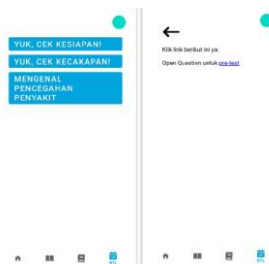 YUK, CEK KESIAPAN!
YUK, CEK KECAKAPAN!
MENGENAL
PENCEGAHAN
PENYAKIT
Klik link berikut ini ya:
Open Question untuk pre-test